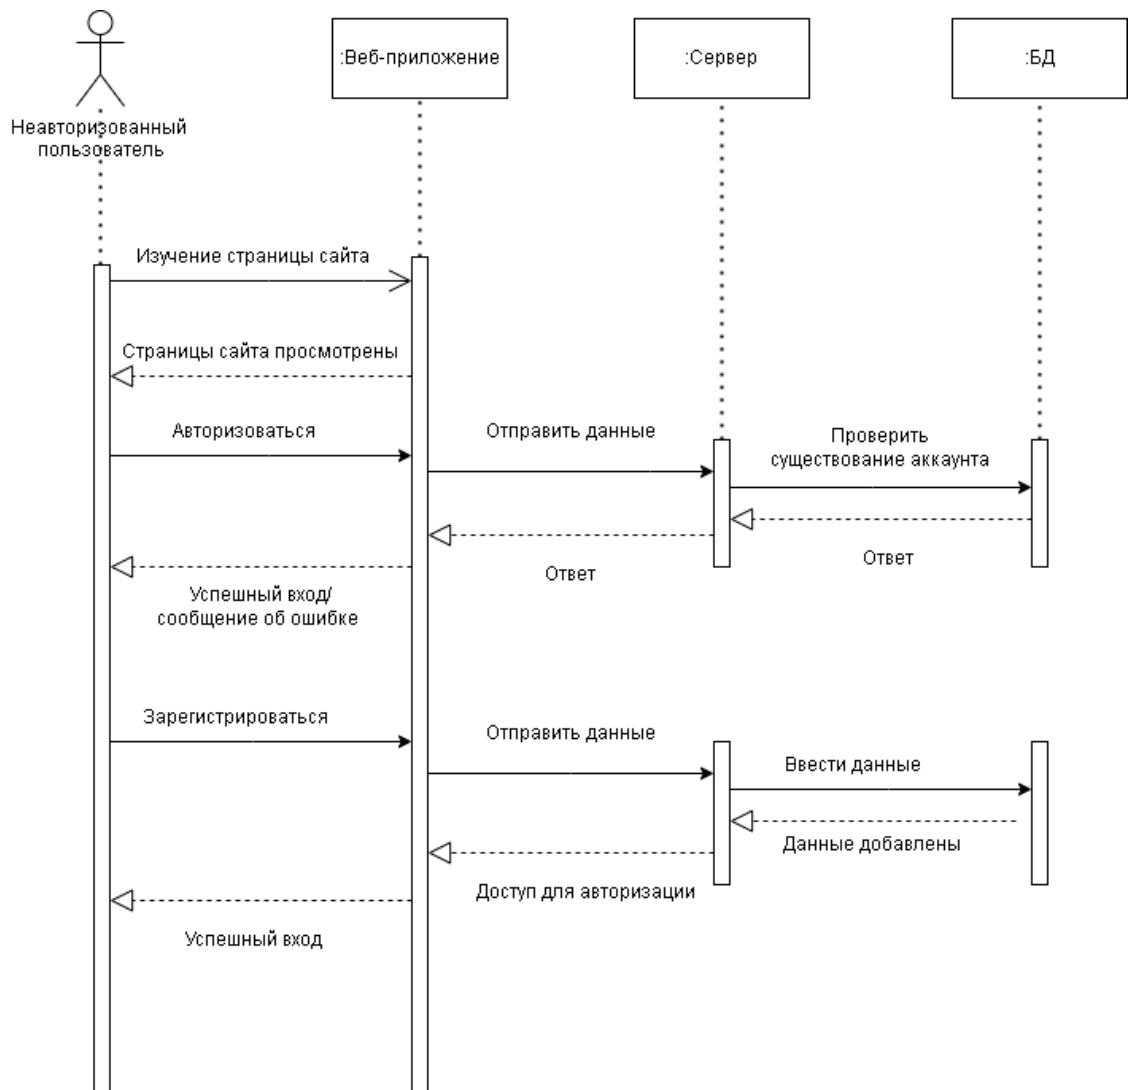 :Веб-приложение
:Сервер
:БД
Неавторизованный
пользователь
Изучение страницы сайта
Страницы сайта просмотрены
Авторизоваться
Отправить данные
Проверить
существование аккаунта
Ответ
Ответ
Успешный вход/
сообщение об ошибке
Зарегистрироваться
Отправить данные
Ввести данные
Данные добавлены
Доступ для авторизации
Успешный вход